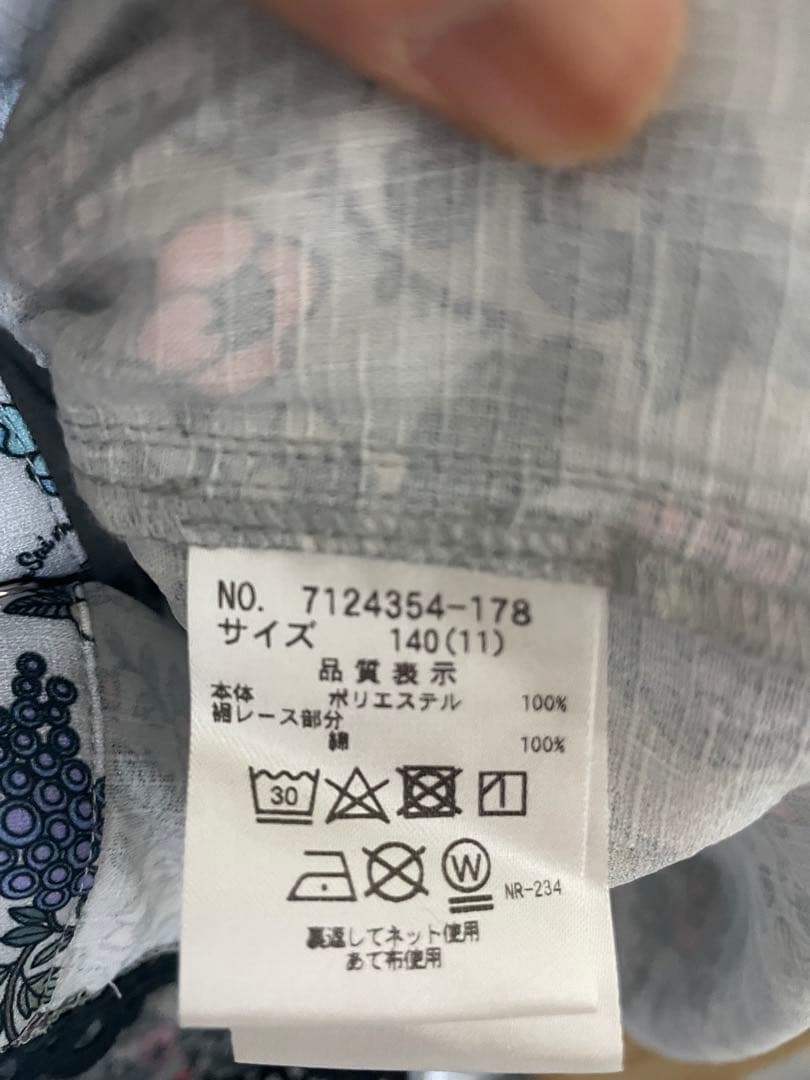 NO. 7124354-178
サイズ 140(11)
品質表示
本体 ポリエステル 100%
裾レース部分
綿 100%
30
W
NR-234
裏返してネット使用
あて布使用